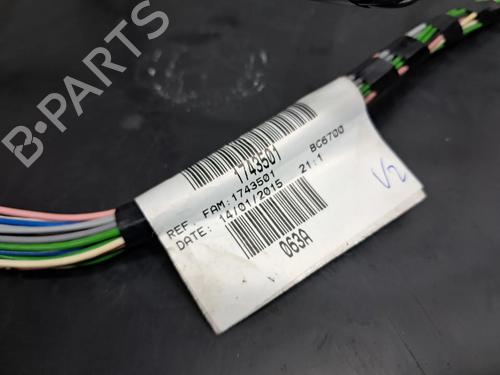 B-PARTS
1743501
BC6700
REF. FAM:1743501
DATE: 14/01/2015 21:1
063A
V2